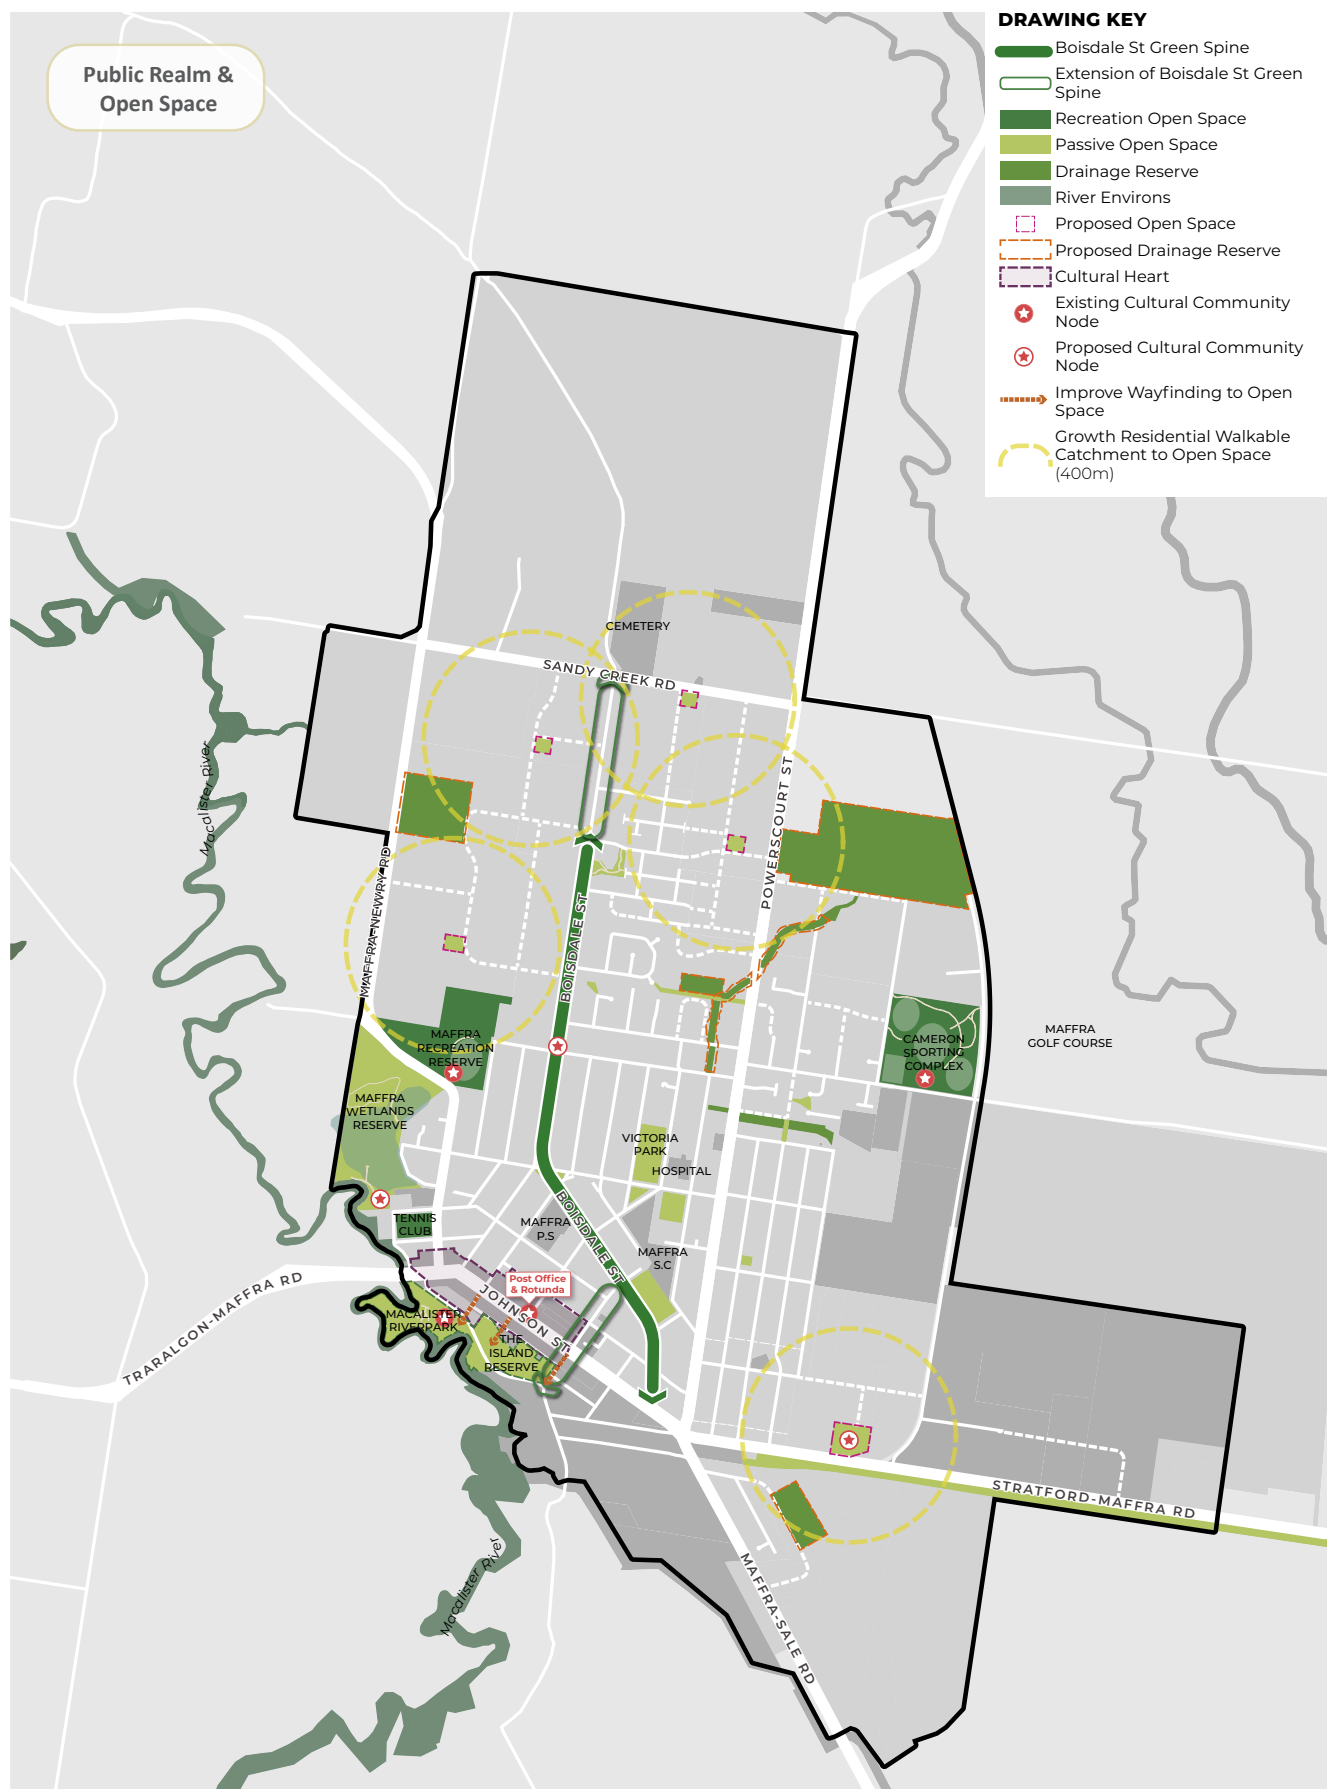 Public Realm &
Open Space
DRAWING KEY
Boisdale St Green Spine
Extension of Boisdale St Green
Spine
Recreation Open Space
Passive Open Space
Drainage Reserve
River Environs
Proposed Open Space
Proposed Drainage Reserve
Cultural Heart
Existing Cultural Community
Node
Proposed Cultural Community
Node
Improve Wayfinding to Open
Space
Growth Residential Walkable
Catchment to Open Space
(400m)
CEMETERY
SANDY CREEK RD
Macalister River
POWERSCOURT ST
MAFFRA-NEWRY RD
BOISDALE ST
MAFFRA
RECREATION
RESERVE
CAMERON
SPORTING
COMPLEX
MAFFRA
GOLF COURSE
MAFFRA
WETLANDS
RESERVE
VICTORIA
PARK
HOSPITAL
TENNIS
CLUB
MAFFRA
P.S
BOISDALE ST
MAFFRA
S.C
Post Office
& Rotunda
TRARALGON-MAFFRA RD
JOHNSON ST
MACALISTER
RIVERPARK
THE
ISLAND
RESERVE
STRATFORD-MAFFRA RD
MAFFRA-SALE RD
Macalister River